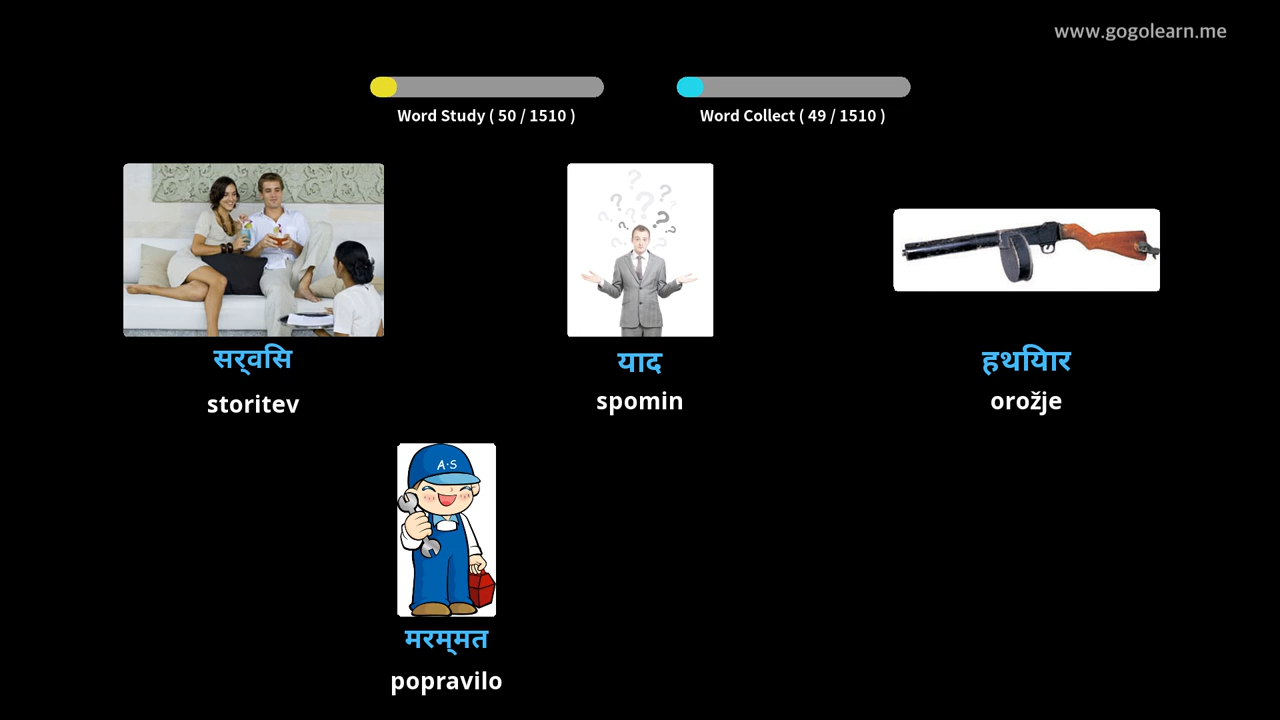 www.gogolearn.me
Word Study ( 50 / 1510 )
Word Collect ( 49 / 1510 )
सर्वसि
याद
हथियार
storitev
spomin
orožje
A·S
मरम्मत
popravilo